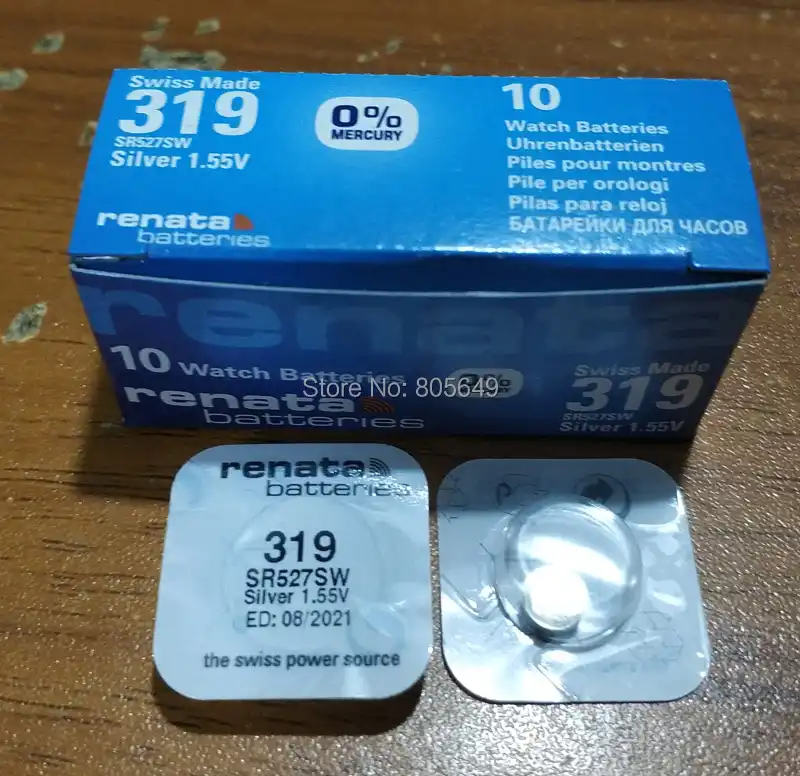 Swiss Made
319
SR527SW
Silver 1.55V
renata
batteries
0%
MERCURY
10
Watch Batteries
Uhrenbatterien
Piles pour montres
Pile per orologi
Pilas para reloj
БАТАРЕЙКИ ДЛЯ ЧАСОВ
renata
10 Watch Batteries
renata
batteries
0%
Swiss Made
319
SR527SW
Silver 1.55V
Store No: 805649
renata
batteries
319
SR527SW
Silver 1.55V
ED: 08/2021
the swiss power source